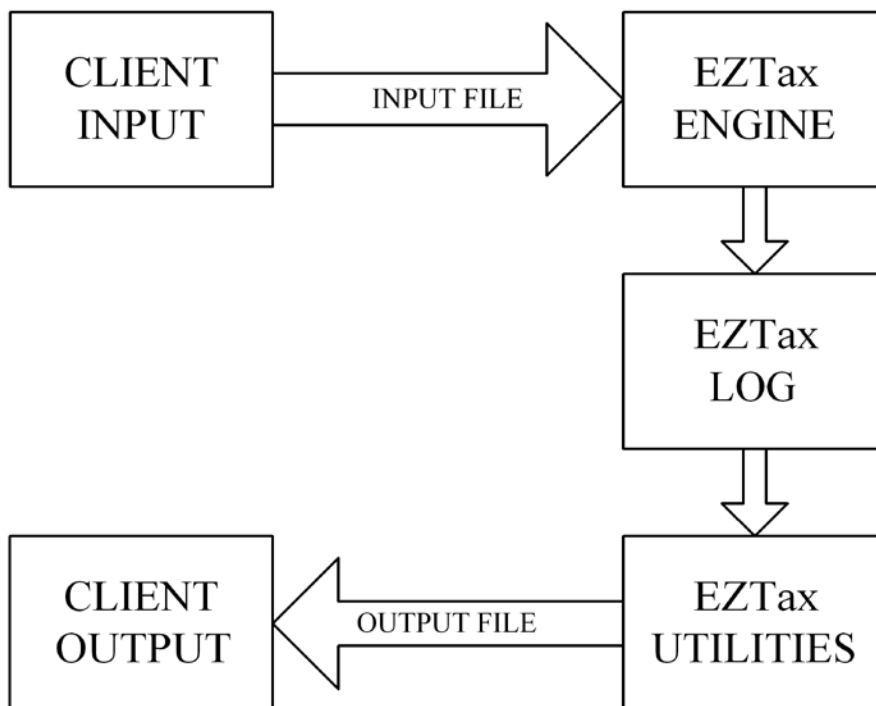 CLIENT
INPUT
INPUT FILE
EZTax
ENGINE
EZTax
LOG
EZTax
UTILITIES
OUTPUT FILE
CLIENT
OUTPUT